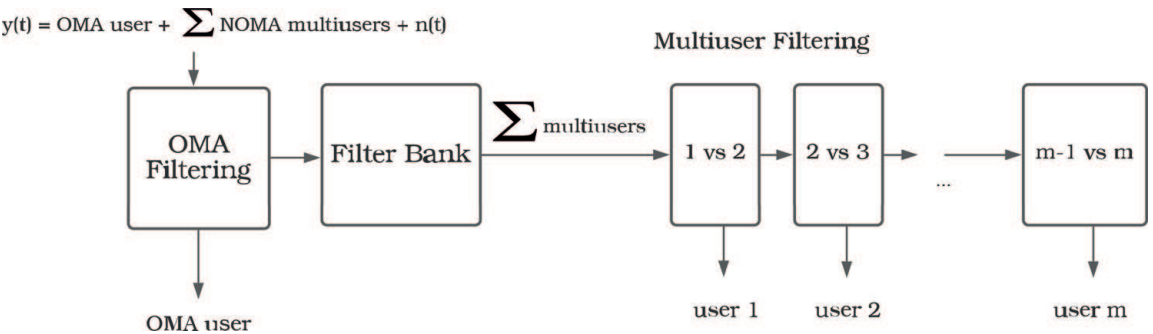 y(t) = OMA user + ∑ NOMA multiusers + n(t)
Multiuser Filtering
OMA
Filtering
Filter Bank
∑ multiusers
1 vs 2
2 vs 3
...
m-1 vs m
OMA user
user 1
user 2
user m